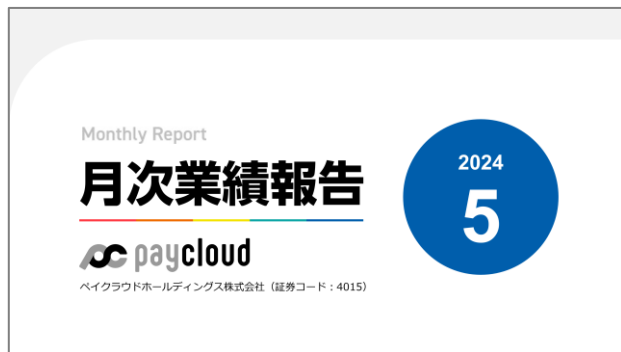 Monthly Report
月次業績報告
2024
5
paycloud
ペイクラウドホールディングス株式会社（証券コード：4015）